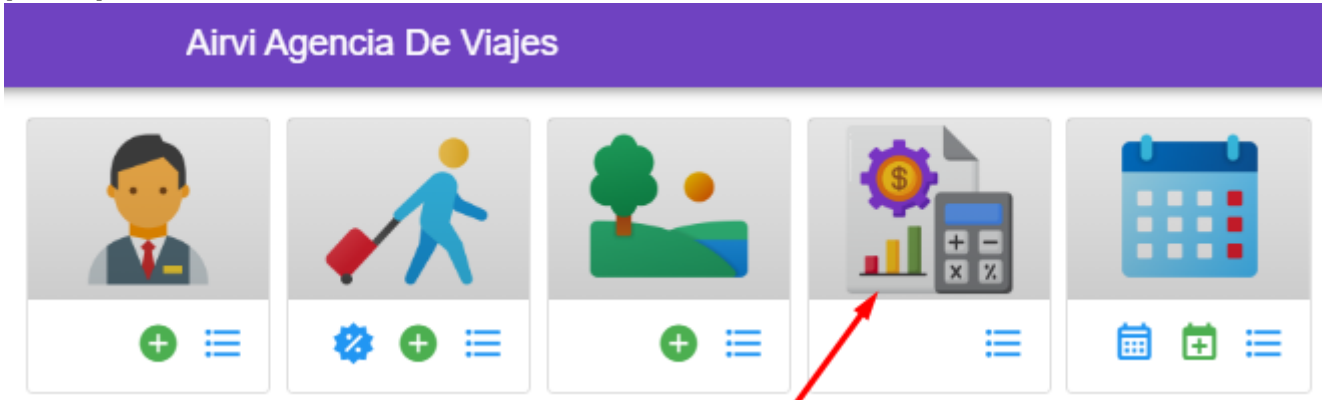 Airvi Agencia De Viajes
$
+ −
x %
%